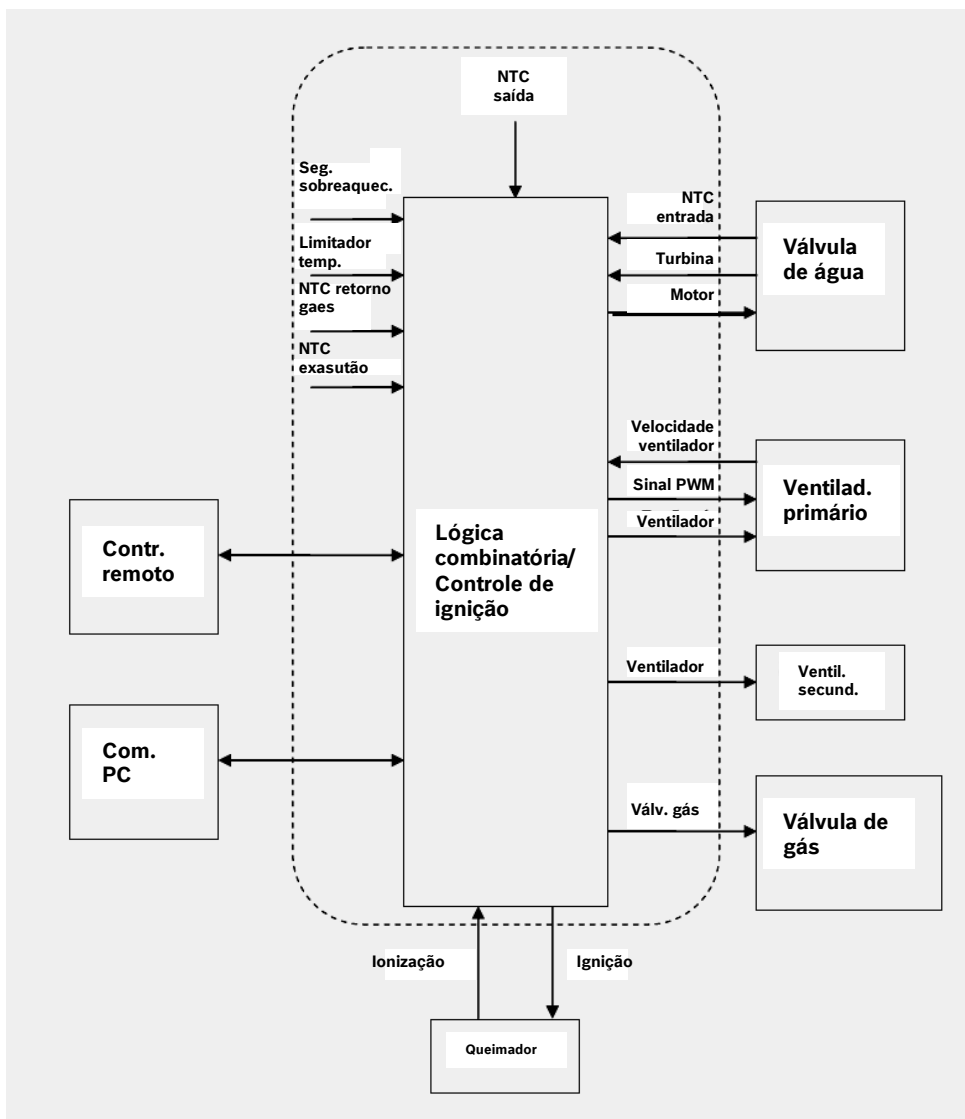 NTC
saída
Seg.
sobreaquec.
Limitador
temp.
NTC retorno
gaes
NTC
exasutão
NTC
entrada
Turbina
Motor
Válvula
de água
Velocidade
ventilador
Sinal PWM
Ventilador
Ventilad.
primário
Contr.
remoto
Lógica
combinatória/
Controle de
ignição
Ventilador
Ventil.
secund.
Com.
PC
Válv. gás
Válvula de
gás
Ionização
Ignição
Queimador